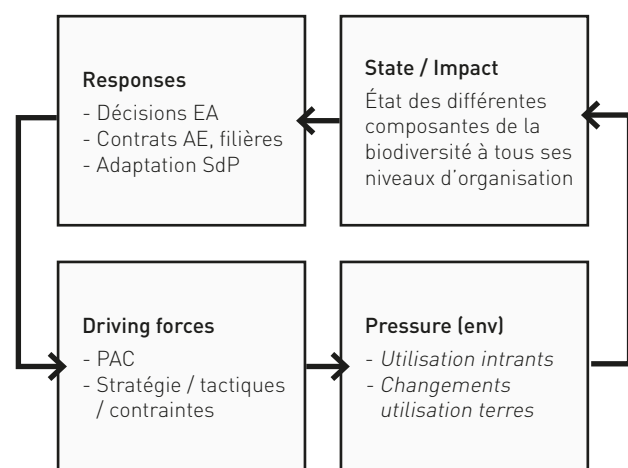 Responses
- Décisions EA
- Contrats AE, filières
- Adaptation SdP
State / Impact
État des différentes
composantes de la
biodiversité à tous ses
niveaux d'organisation
Driving forces
- PAC
- Stratégie / tactiques
/ contraintes
Pressure (env)
- Utilisation intrants
- Changements
utilisation terres